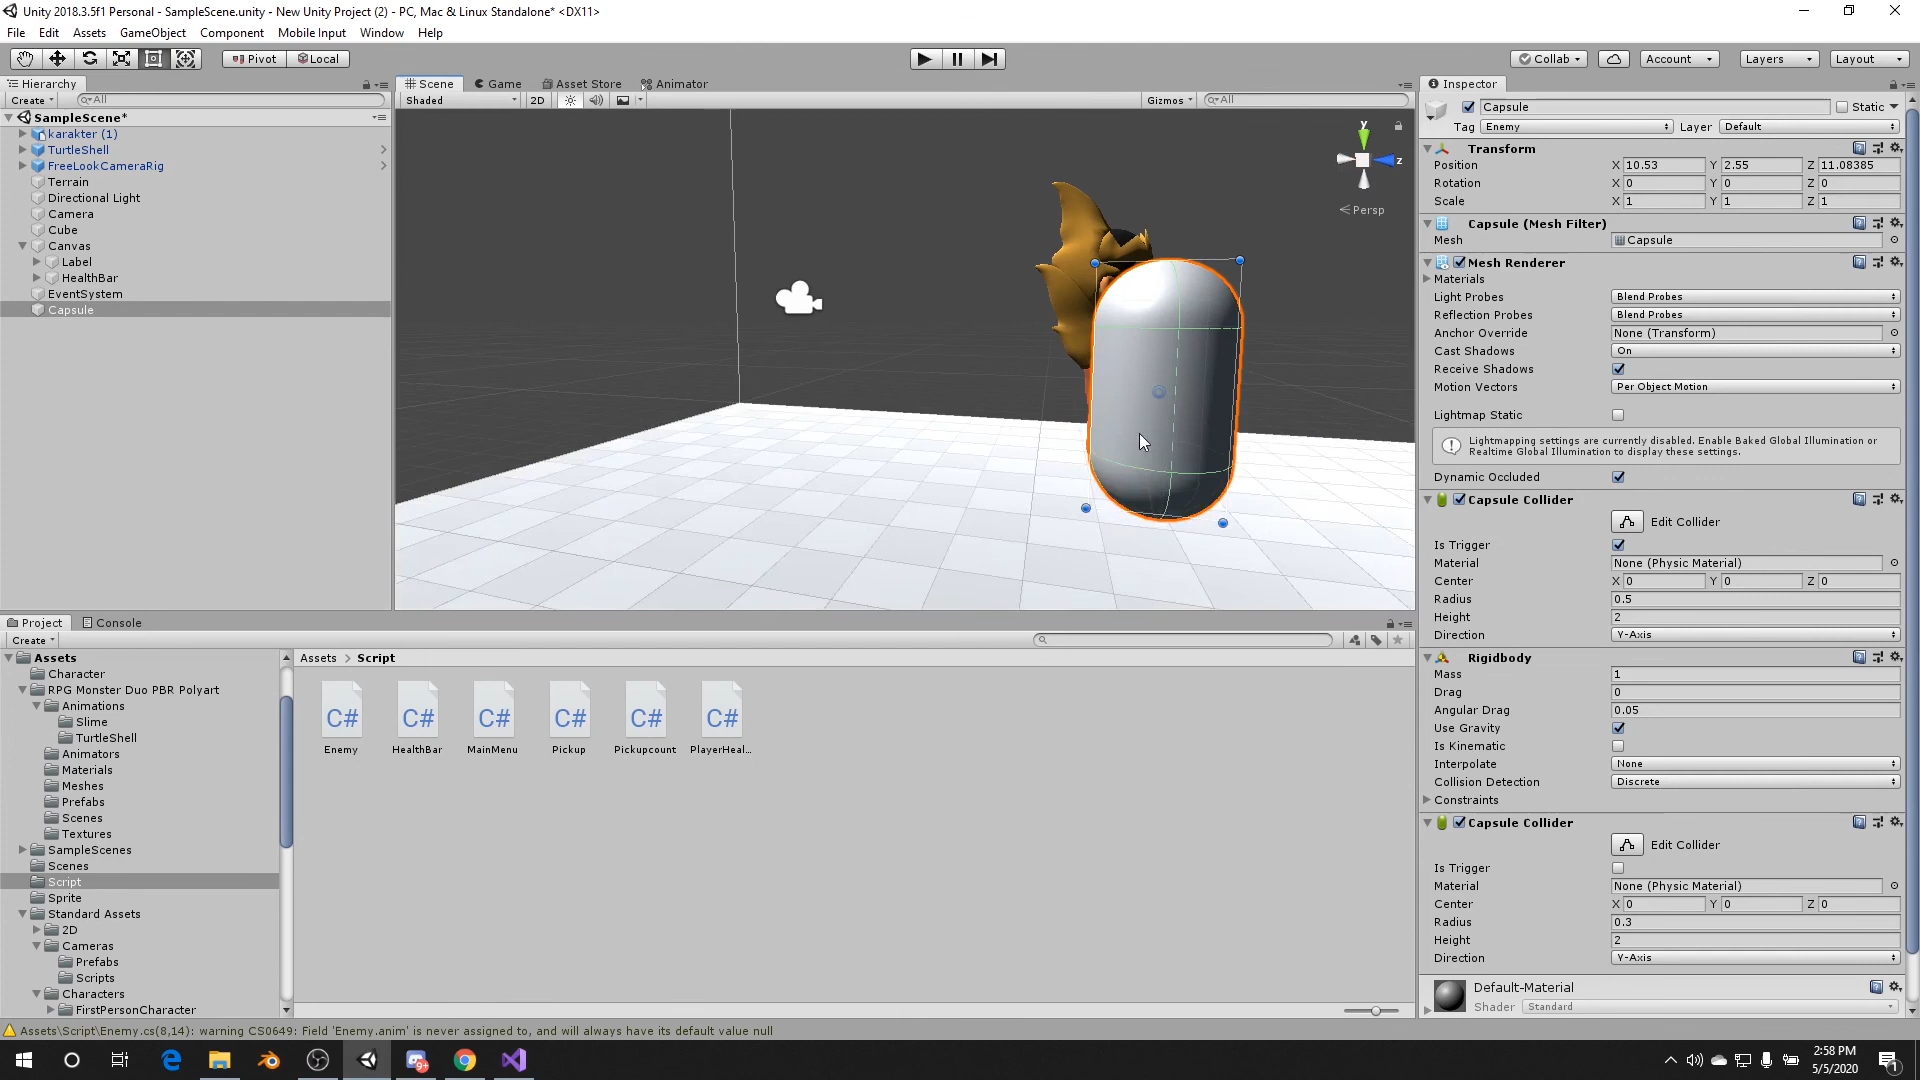 Unity 2018.3.5f1 Personal - SampleScene.unity - New Unity Project (2) - PC, Mac & Linux Standalone* <DX11>
File Edit Assets GameObject Component Mobile Input Window Help
Pivot Local Collab Account Layers Layout
Hierarchy
Create All
SampleScene*
karakter (1)
TurtleShell
FreeLookCameraRig
Terrain
Directional Light
Camera
Cube
Canvas
Label
HealthBar
EventSystem
Capsule
Scene Game Asset Store Animator
Shaded 2D Gizmos All
y
z
Persp
Inspector
Capsule Static
Tag Enemy Layer Default
Transform
Position X 10.53 Y 2.55 Z 11.08385
Rotation X 0 Y 0 Z 0
Scale X 1 Y 1 Z 1
Capsule (Mesh Filter)
Mesh Capsule
Mesh Renderer
Materials
Light Probes Blend Probes
Reflection Probes Blend Probes
Anchor Override None (Transform)
Cast Shadows On
Receive Shadows
Motion Vectors Per Object Motion
Lightmap Static
Lightmapping settings are currently disabled. Enable Baked Global Illumination or
Realtime Global Illumination to display these settings.
Dynamic Occluded
Capsule Collider
Edit Collider
Is Trigger
Material None (Physic Material)
Center X 0 Y 0 Z 0
Radius 0.5
Height 2
Direction Y-Axis
Rigidbody
Mass 1
Drag 0
Angular Drag 0.05
Use Gravity
Is Kinematic
Interpolate None
Collision Detection Discrete
Constraints
Capsule Collider
Edit Collider
Is Trigger
Material None (Physic Material)
Center X 0 Y 0 Z 0
Radius 0.3
Height 2
Direction Y-Axis
Default-Material
Shader Standard
Project Console
Create
Assets
Character
RPG Monster Duo PBR Polyart
Animations
Slime
TurtleShell
Animators
Materials
Meshes
Prefabs
Scenes
Textures
SampleScenes
Scenes
Script
Sprite
Standard Assets
2D
Cameras
Prefabs
Scripts
Characters
FirstPersonCharacter
Assets > Script
C# C# C# C# C# C#
Enemy HealthBar MainMenu Pickup Pickupcount PlayerHeal...
Assets\Script\Enemy.cs(8,14): warning CS0649: Field 'Enemy.anim' is never assigned to, and will always have its default value null
2:58 PM
5/5/2020
1